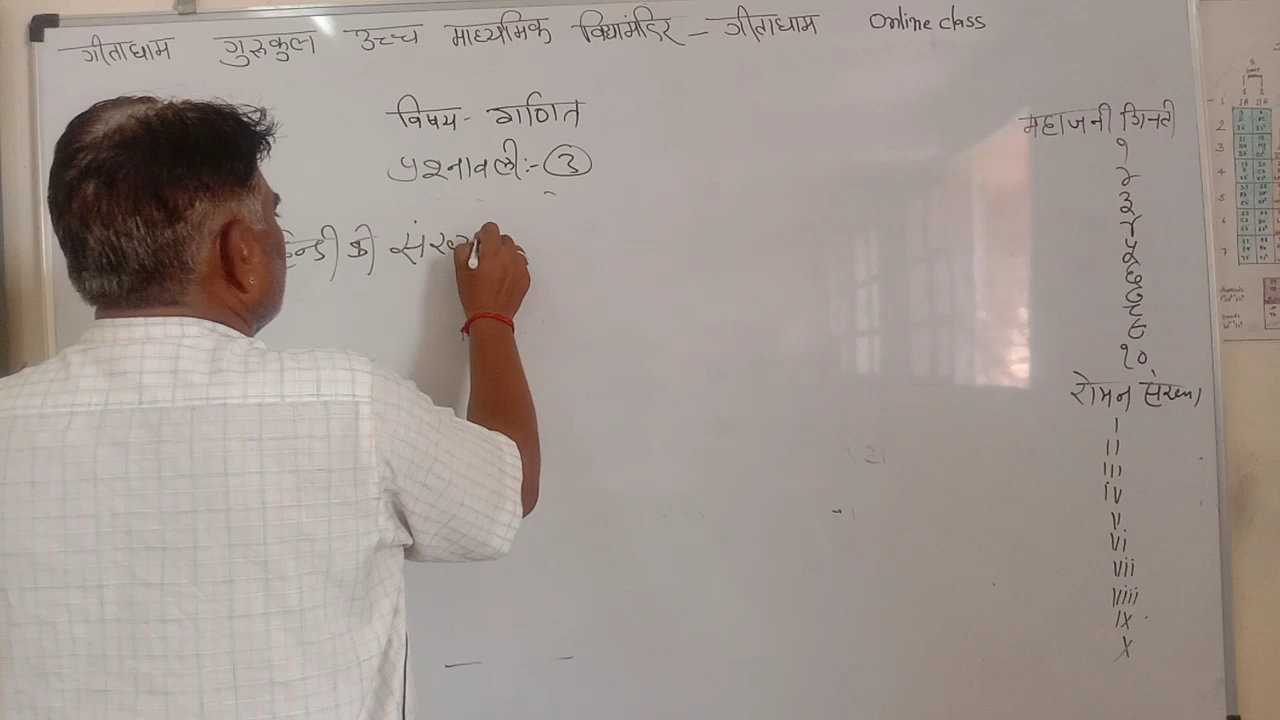 गीताधाम गुरुकुल उच्च माध्यमिक विद्यामंदिर – गीताधाम Online class
विषय - गणित
प्रश्नावली:- ③
हिन्दी की संख्य
महाजनी गिनती
१
२
३
४
५
६
७
८
९
१०
रोमन संख्या
I
II
III
IV
V
VI
VII
VIII
IX
X